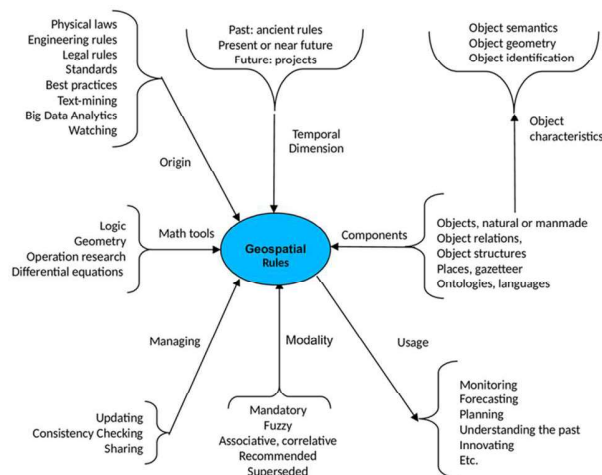 Physical laws
Engineering rules
Legal rules
Standards
Best practices
Text-mining
Big Data Analytics
Watching
Origin
Past: ancient rules
Present or near future
Future: projects
Temporal
Dimension
Object semantics
Object geometry
Object identification
Object
characteristics
Logic
Geometry
Operation research
Differential equations
Math tools
Geospatial
Rules
Components
Objects, natural or manmade
Object relations,
Object structures
Places, gazetteer
Ontologies, languages
Managing
Updating
Consistency Checking
Sharing
Modality
Mandatory
Fuzzy
Associative, correlative
Recommended
Superseded
Usage
Monitoring
Forecasting
Planning
Understanding the past
Innovating
Etc.